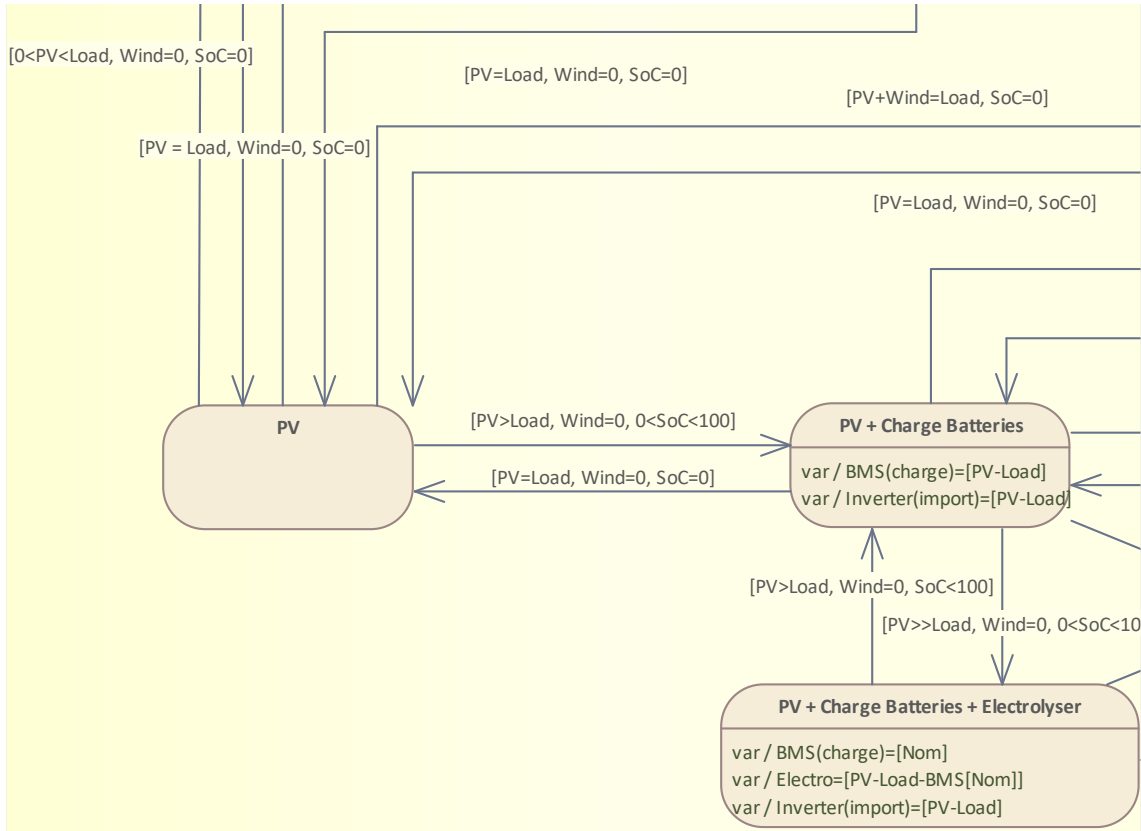 [0<PV<Load, Wind=0, SoC=0]
[PV=Load, Wind=0, SoC=0]
[PV+Wind=Load, SoC=0]
[PV = Load, Wind=0, SoC=0]
[PV=Load, Wind=0, SoC=0]
PV
[PV>Load, Wind=0, 0<SoC<100]
[PV=Load, Wind=0, SoC=0]
PV + Charge Batteries
var / BMS(charge)=[PV-Load]
var / Inverter(import)=[PV-Load]
[PV>Load, Wind=0, SoC<100]
[PV>>Load, Wind=0, 0<SoC<10
PV + Charge Batteries + Electrolyser
var / BMS(charge)=[Nom]
var / Electro=[PV-Load-BMS[Nom]]
var / Inverter(import)=[PV-Load]